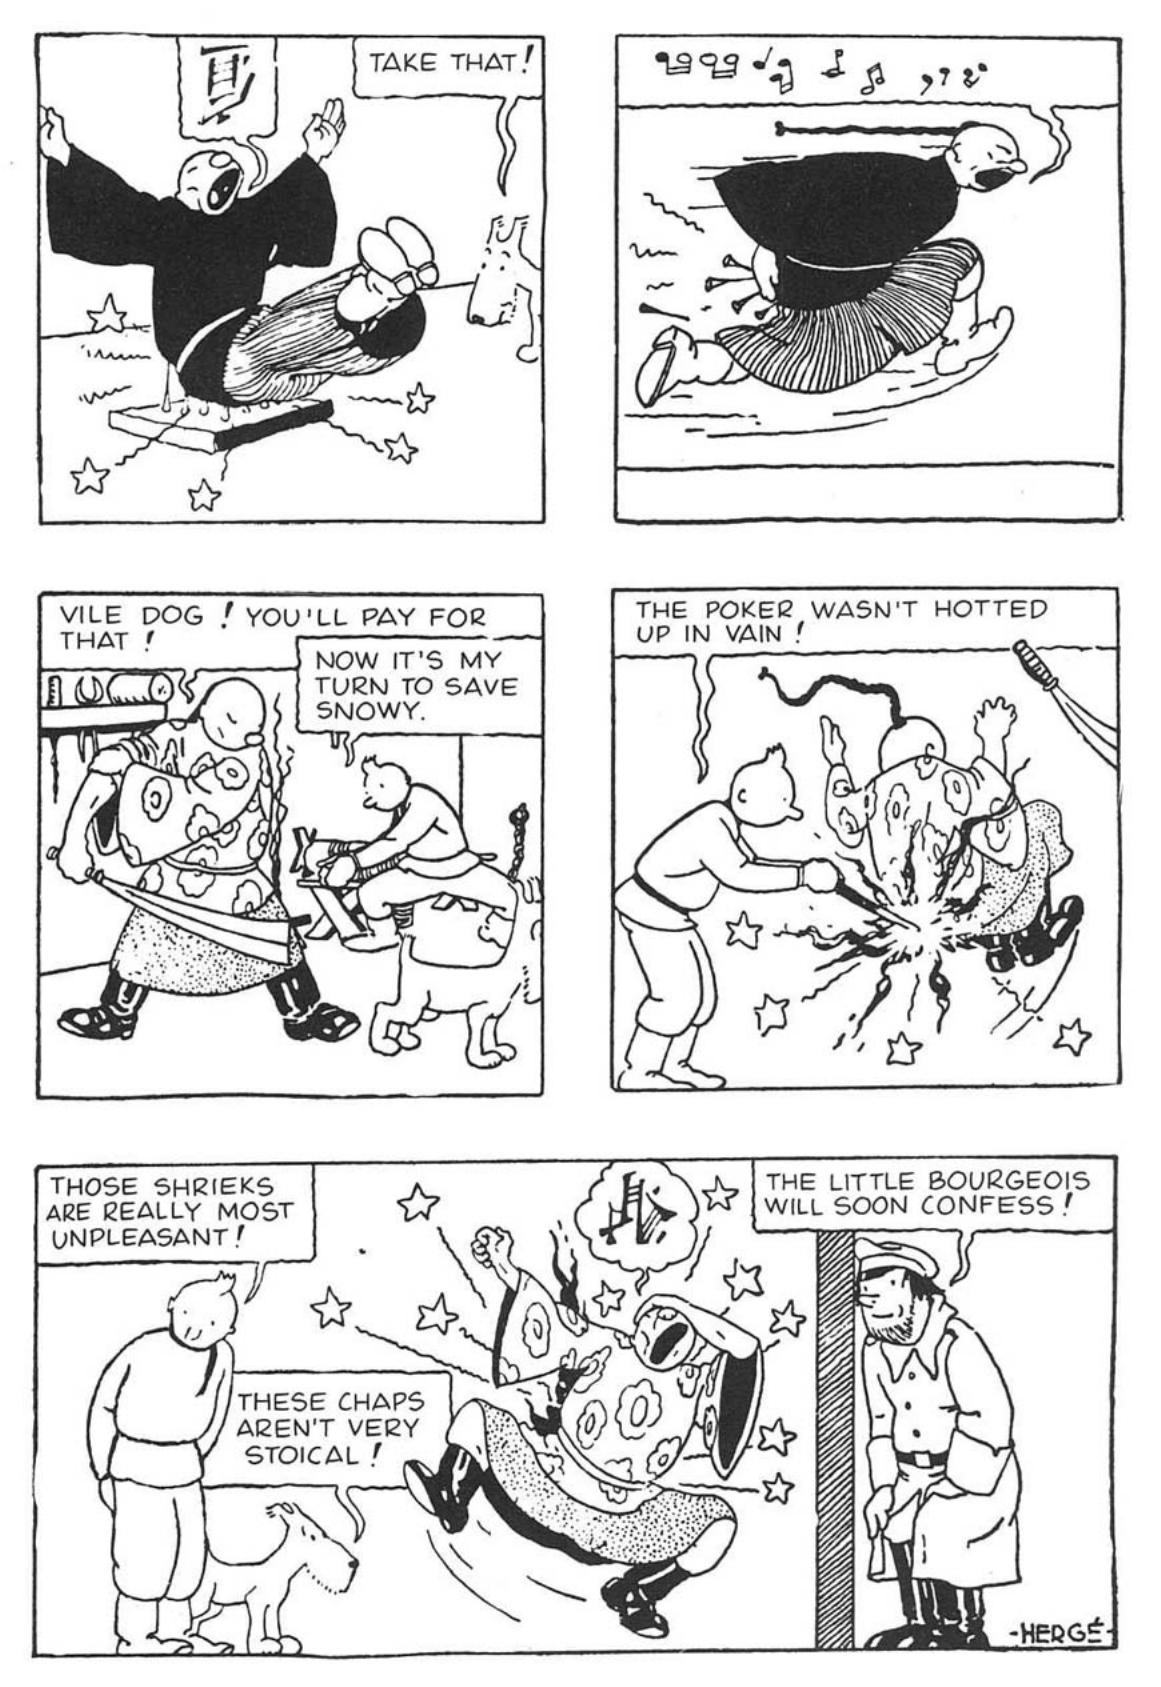 TAKE THAT!
VILE DOG! YOU'LL PAY FOR
THAT!
NOW IT'S MY
TURN TO SAVE
SNOWY.
THE POKER WASN'T HOTTED
UP IN VAIN!
THOSE SHRIEKS
ARE REALLY MOST
UNPLEASANT!
THESE CHAPS
AREN'T VERY
STOICAL!
THE LITTLE BOURGEOIS
WILL SOON CONFESS!
-HERGÉ-